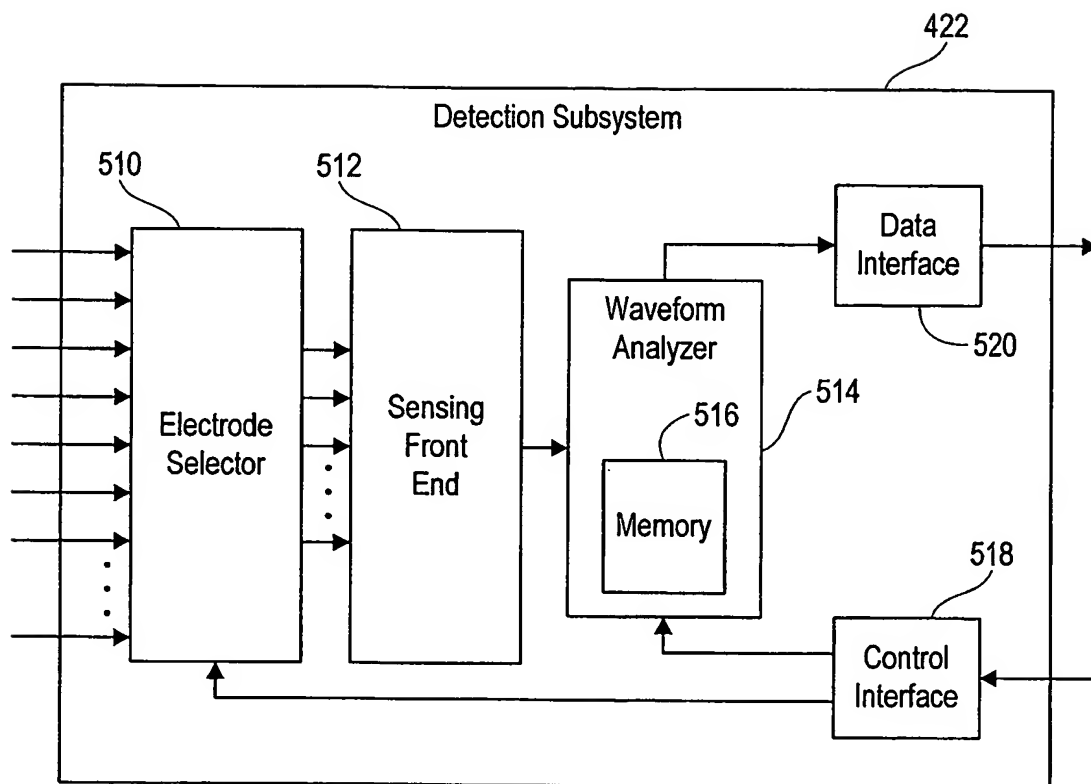 422
Detection Subsystem
510
512
Data
Interface
520
Waveform
Analyzer
514
516
Electrode
Selector
Sensing
Front
End
Memory
518
Control
Interface